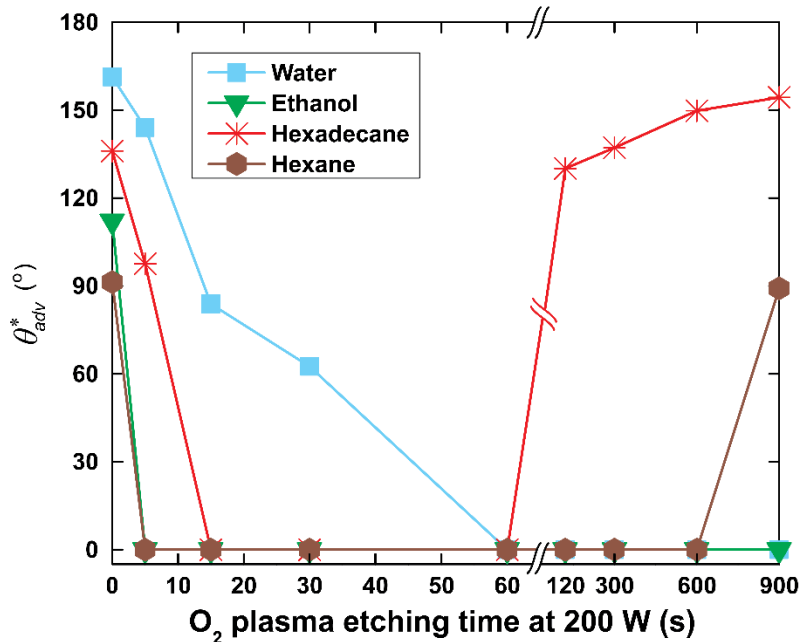 180
150
120
90
60
30
0
θ*adv (°)
Water
Ethanol
Hexadecane
Hexane
0 10 20 30 40 50 60 120 300 600 900
O2 plasma etching time at 200 W (s)